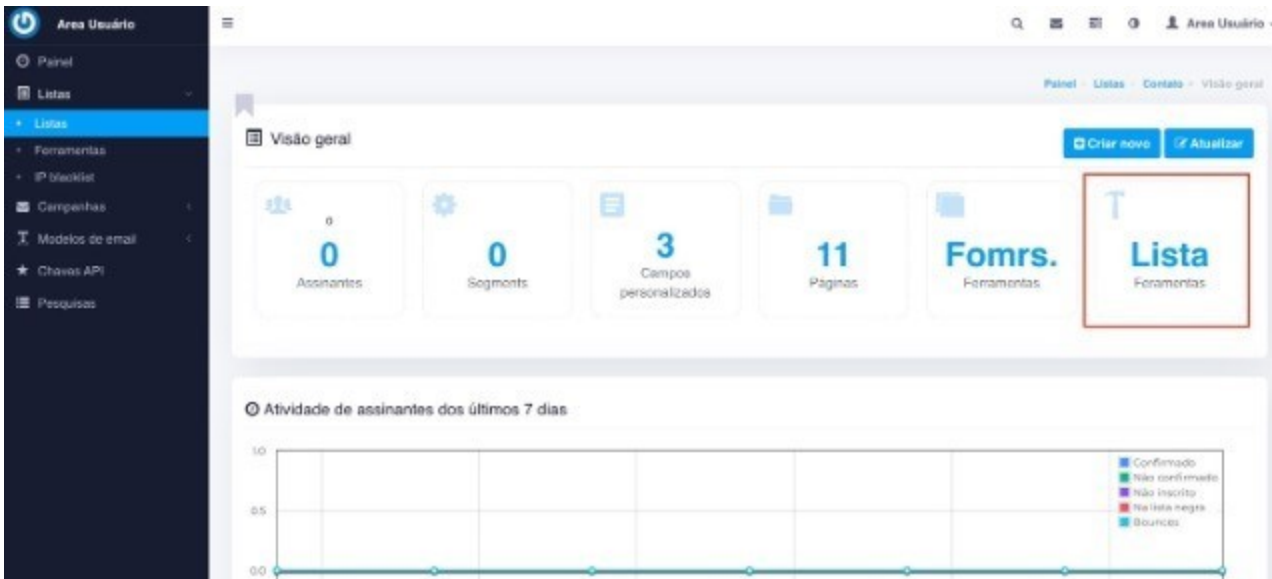 Area Usuário
Area Usuário
Painel
Listas
Listas
Ferramentas
IP blacklist
Campanhas
Modelos de email
Chaves API
Pesquisas
Painel
Listas
Contato
Visão geral
Visão geral
Criar novo
Atualizar
0
0
Assinantes
0
Segments
3
Campos
personalizados
11
Páginas
Fomrs.
Ferramentas
Lista
Feramentas
Atividade de assinantes dos últimos 7 dias
1.0
0.5
0.0
Confirmado
Não confirmado
Não inscrito
Na lista negra
Bounces